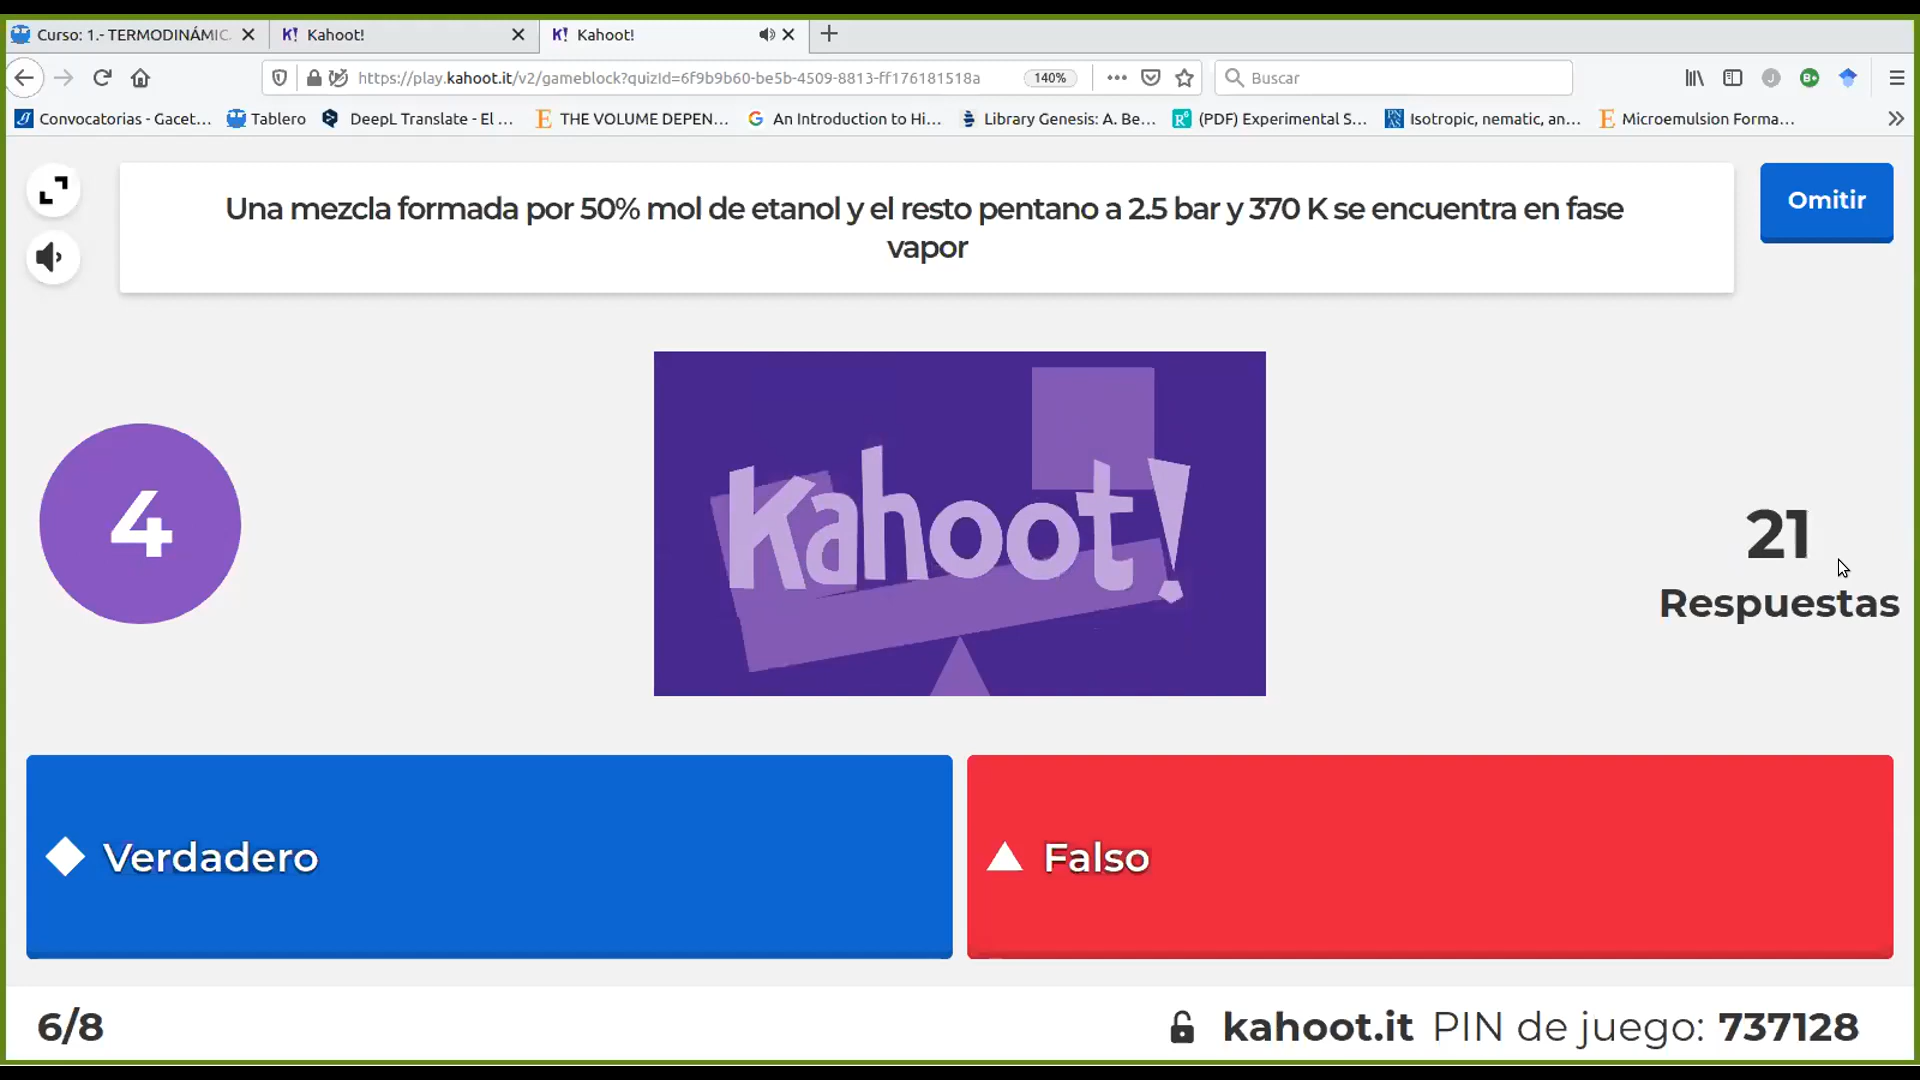 Curso: 1.- TERMODINÁMIC
Kahoot!
Kahoot!
https://play.kahoot.it/v2/gameblock?quizId=6f9b9b60-be5b-4509-8813-ff176181518a
140%
Buscar
Convocatorias - Gacet...
Tablero
DeepL Translate - El ...
THE VOLUME DEPEN...
An Introduction to Hi...
Library Genesis: A. Be...
(PDF) Experimental S...
Isotropic, nematic, an...
Microemulsion Forma...
Una mezcla formada por 50% mol de etanol y el resto pentano a 2.5 bar y 370 K se encuentra en fase
vapor
Omitir
4
Kahoot!
21
Respuestas
Verdadero
Falso
6/8
kahoot.it PIN de juego: 737128